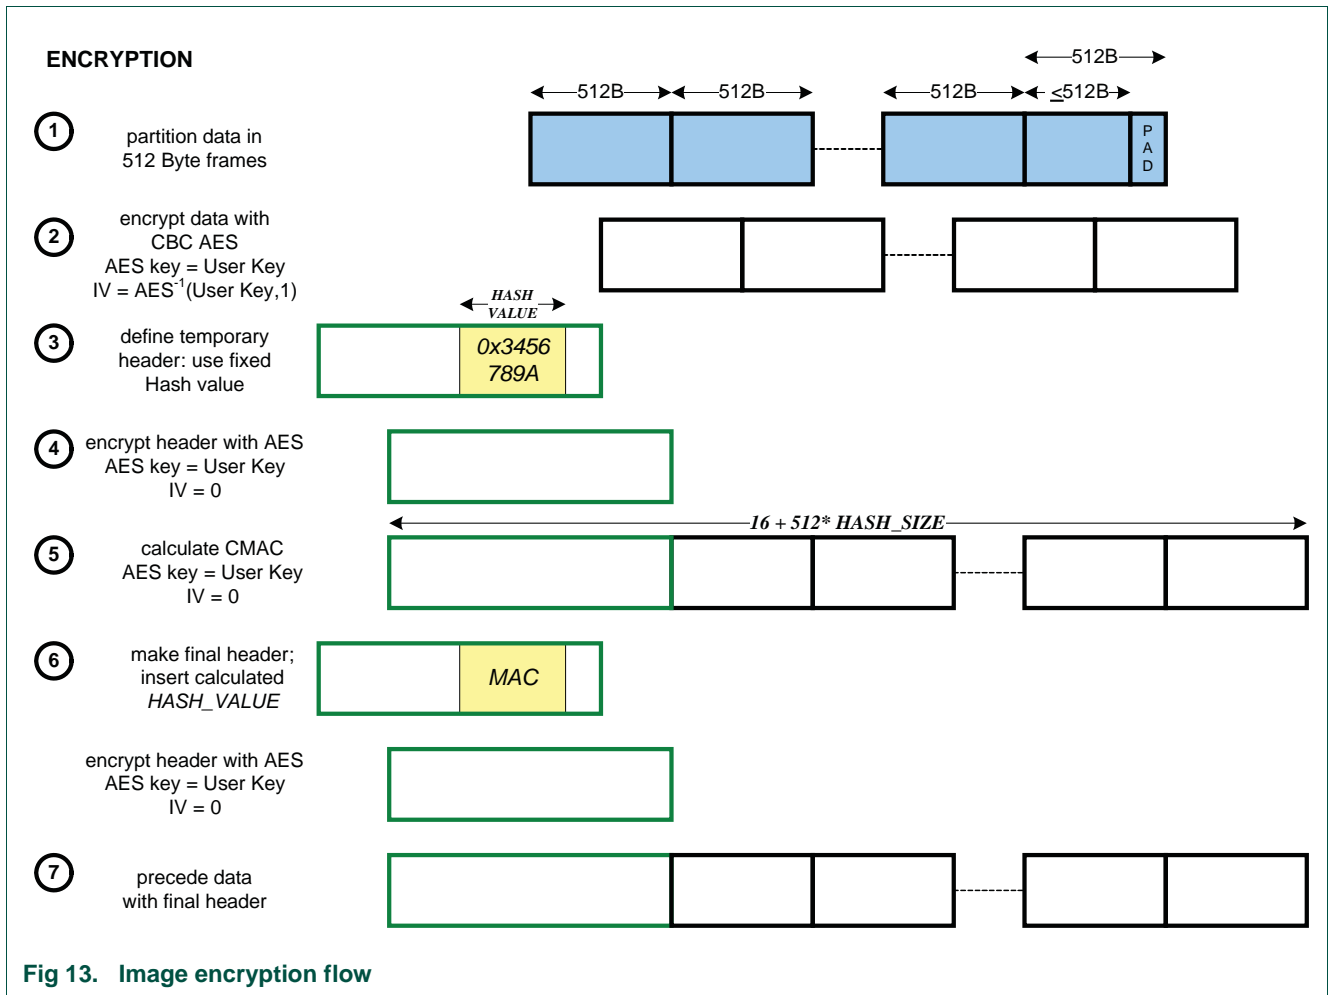 ENCRYPTION
512B
512B
512B
512B
≤512B
1
partition data in
512 Byte frames
P
A
D
2
encrypt data with
CBC AES
AES key = User Key
IV = AES⁻¹(User Key,1)
HASH
VALUE
3
define temporary
header: use fixed
Hash value
0x3456
789A
4
encrypt header with AES
AES key = User Key
IV = 0
16 + 512* HASH_SIZE
5
calculate CMAC
AES key = User Key
IV = 0
6
make final header;
insert calculated
HASH_VALUE
MAC
encrypt header with AES
AES key = User Key
IV = 0
7
precede data
with final header
Fig 13. Image encryption flow